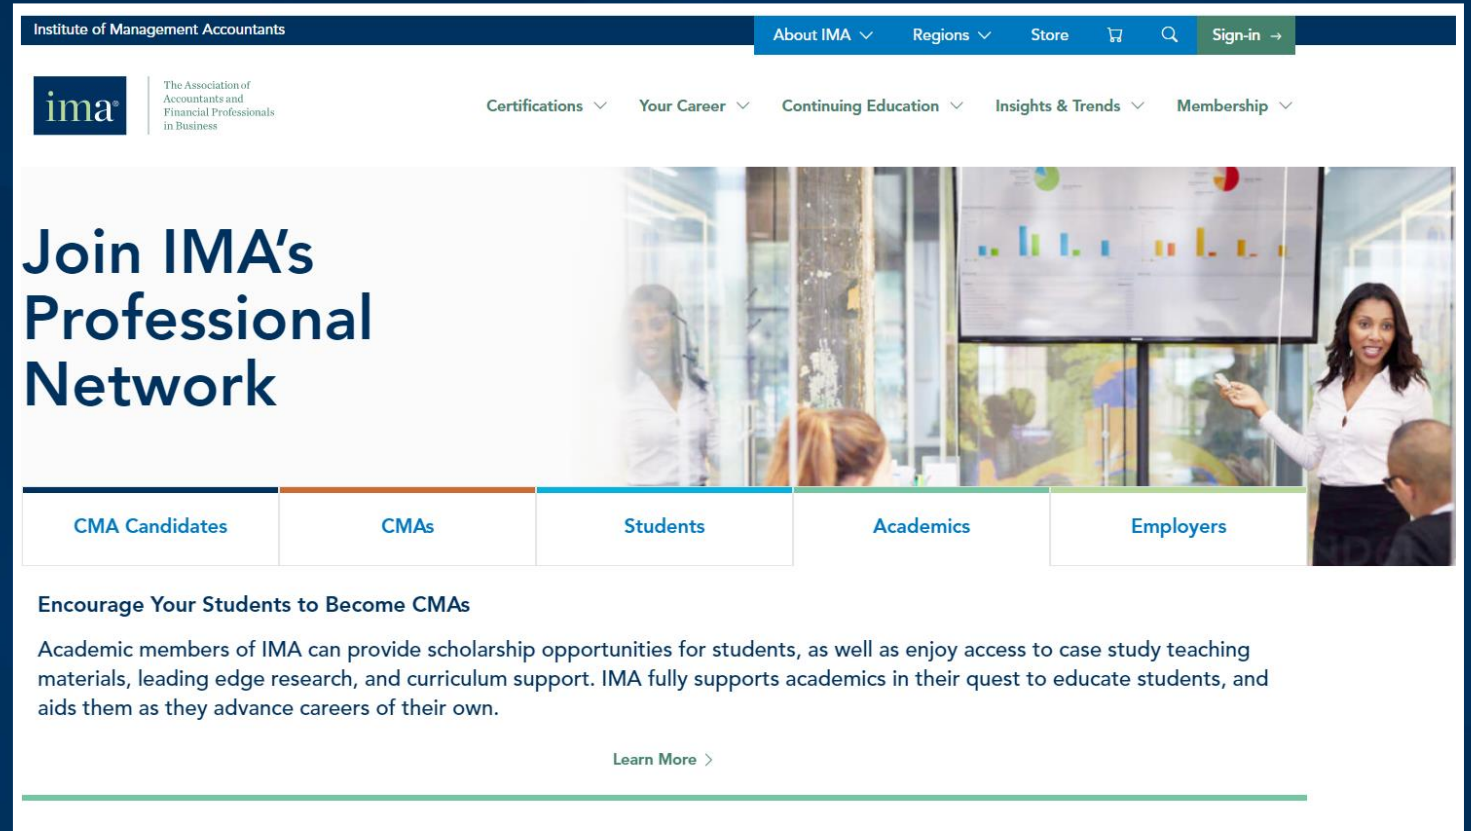 Institute of Management Accountants
About IMA Regions Store Sign-in →
ima®
The Association of
Accountants and
Financial Professionals
in Business
Certifications Your Career Continuing Education Insights & Trends Membership
Join IMA's
Professional
Network
CMA Candidates CMAs Students Academics Employers
Encourage Your Students to Become CMAs
Academic members of IMA can provide scholarship opportunities for students, as well as enjoy access to case study teaching
materials, leading edge research, and curriculum support. IMA fully supports academics in their quest to educate students, and
aids them as they advance careers of their own.
Learn More >